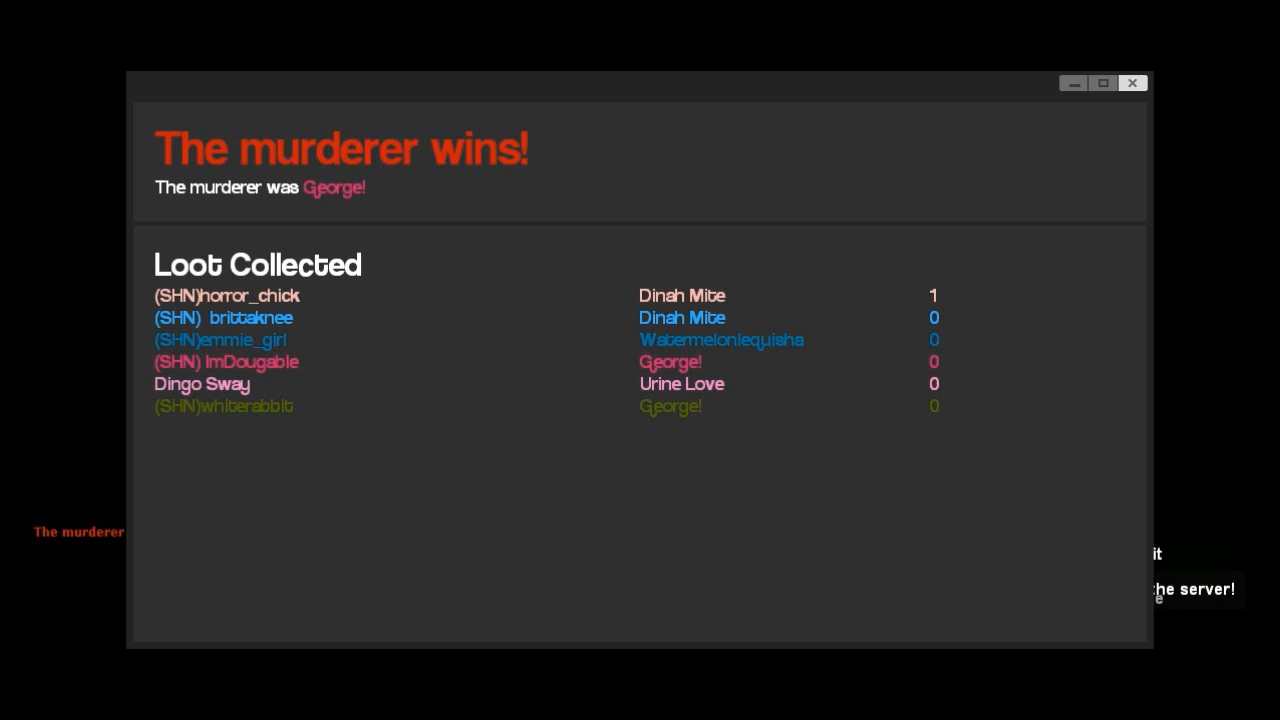 The murderer wins!
The murderer was George!
Loot Collected
(SHN)horror_chick Dinah Mite 1
(SHN) brittaknee Dinah Mite 0
(SHN)emmie_girl Watermelonlequisha 0
(SHN) ImDougable George! 0
Dingo Sway Urine Love 0
(SHN)whiterabbit George! 0
The murderer
it
the server!
e